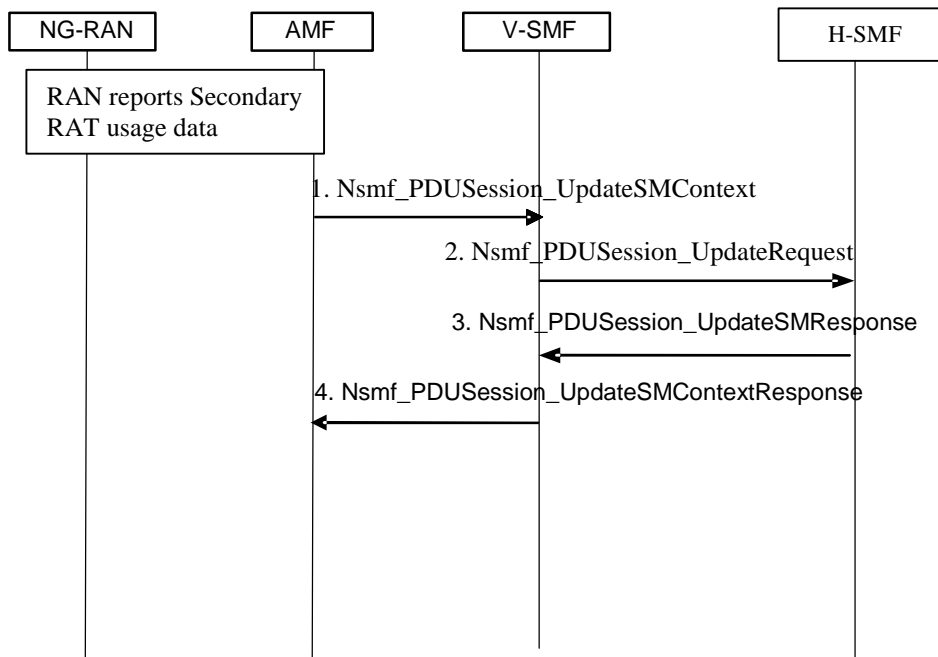 NG-RAN
AMF
V-SMF
H-SMF
RAN reports Secondary
RAT usage data
1. Nsmf_PDUSession_UpdateSMContext
2. Nsmf_PDUSession_UpdateRequest
3. Nsmf_PDUSession_UpdateSMResponse
4. Nsmf_PDUSession_UpdateSMContextResponse